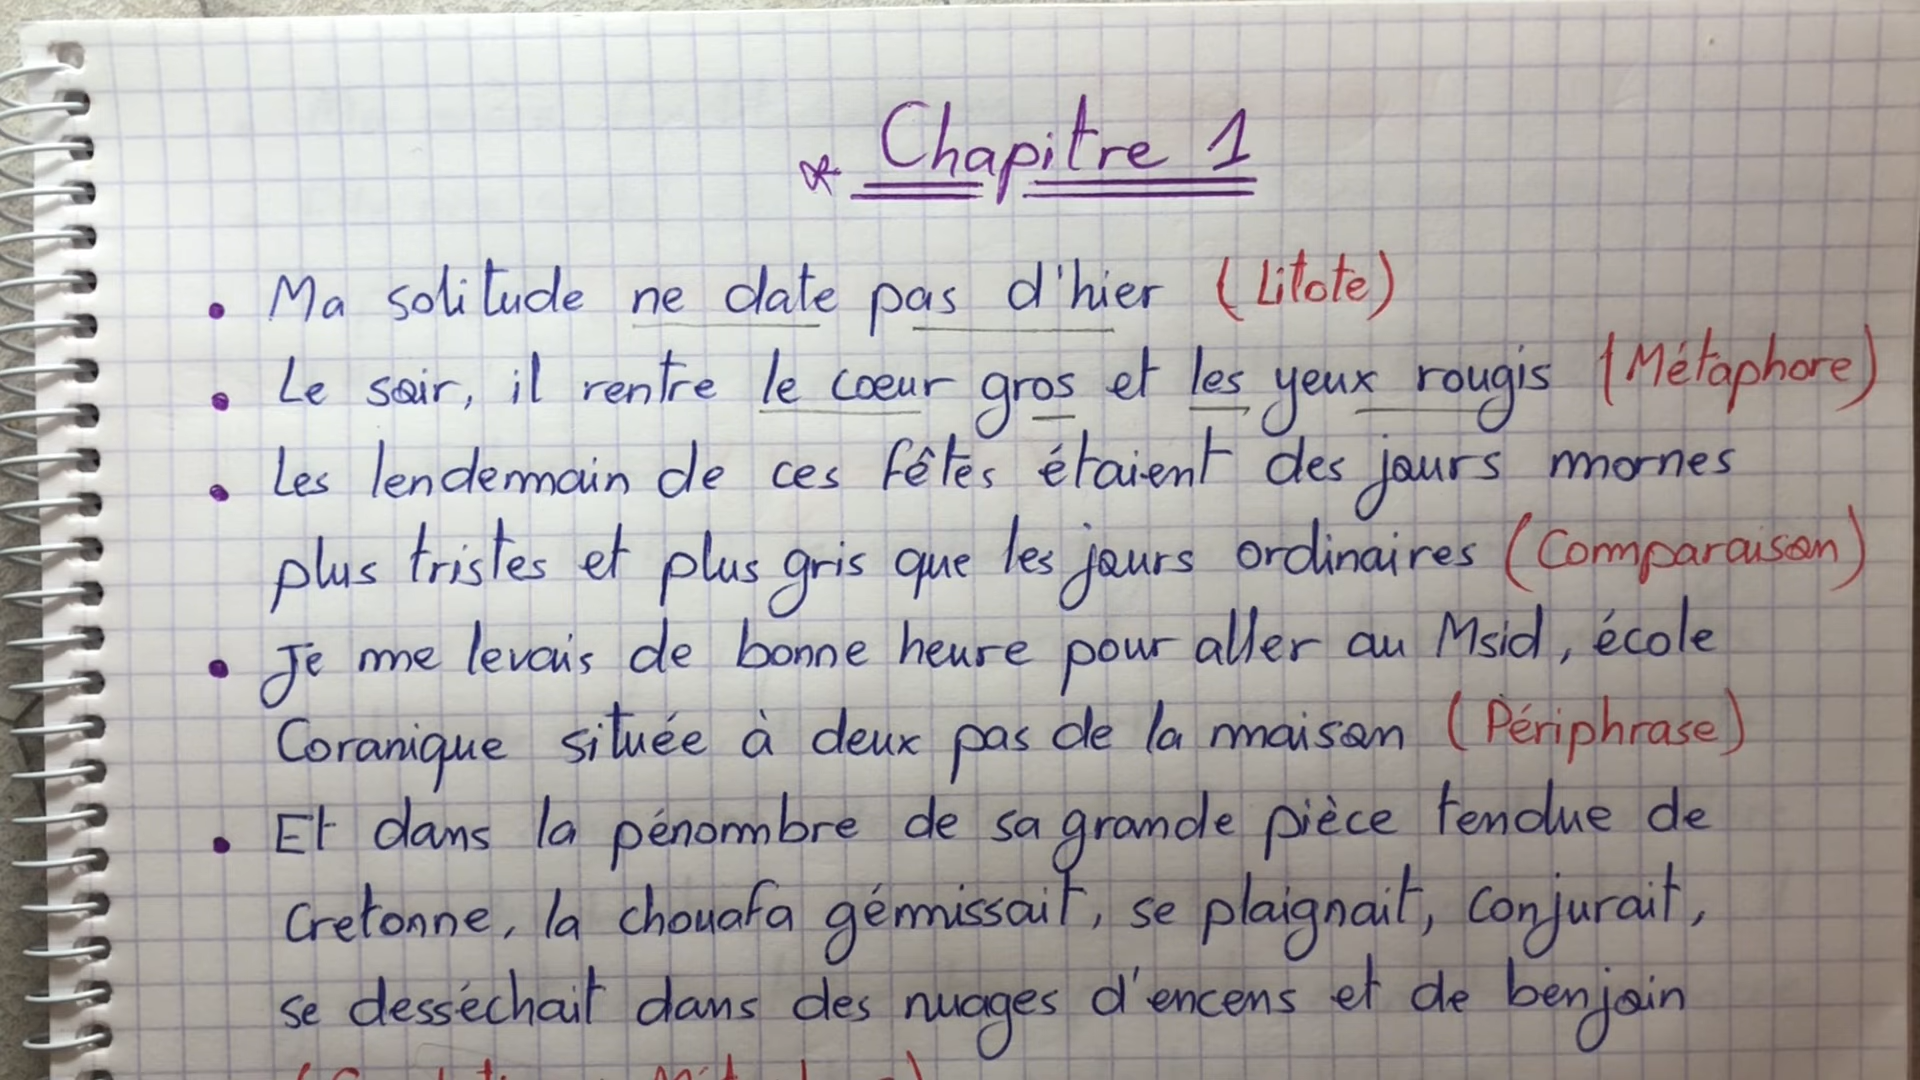 * Chapitre 1
• Ma solitude ne date pas d'hier (Litote)
• Le soir, il rentre le cœur gros et les yeux rougis (Métaphore)
• Les lendemain de ces fêtes étaient des jours mornes
plus tristes et plus gris que les jours ordinaires (Comparaison)
• Je me levais de bonne heure pour aller au Msid, école
Coranique située à deux pas de la maison (Périphrase)
• Et dans la pénombre de sa grande pièce tendue de
Cretonne, la chouafa gémissait, se plaignait, conjurait,
se desséchait dans des nuages d'encens et de benjoin